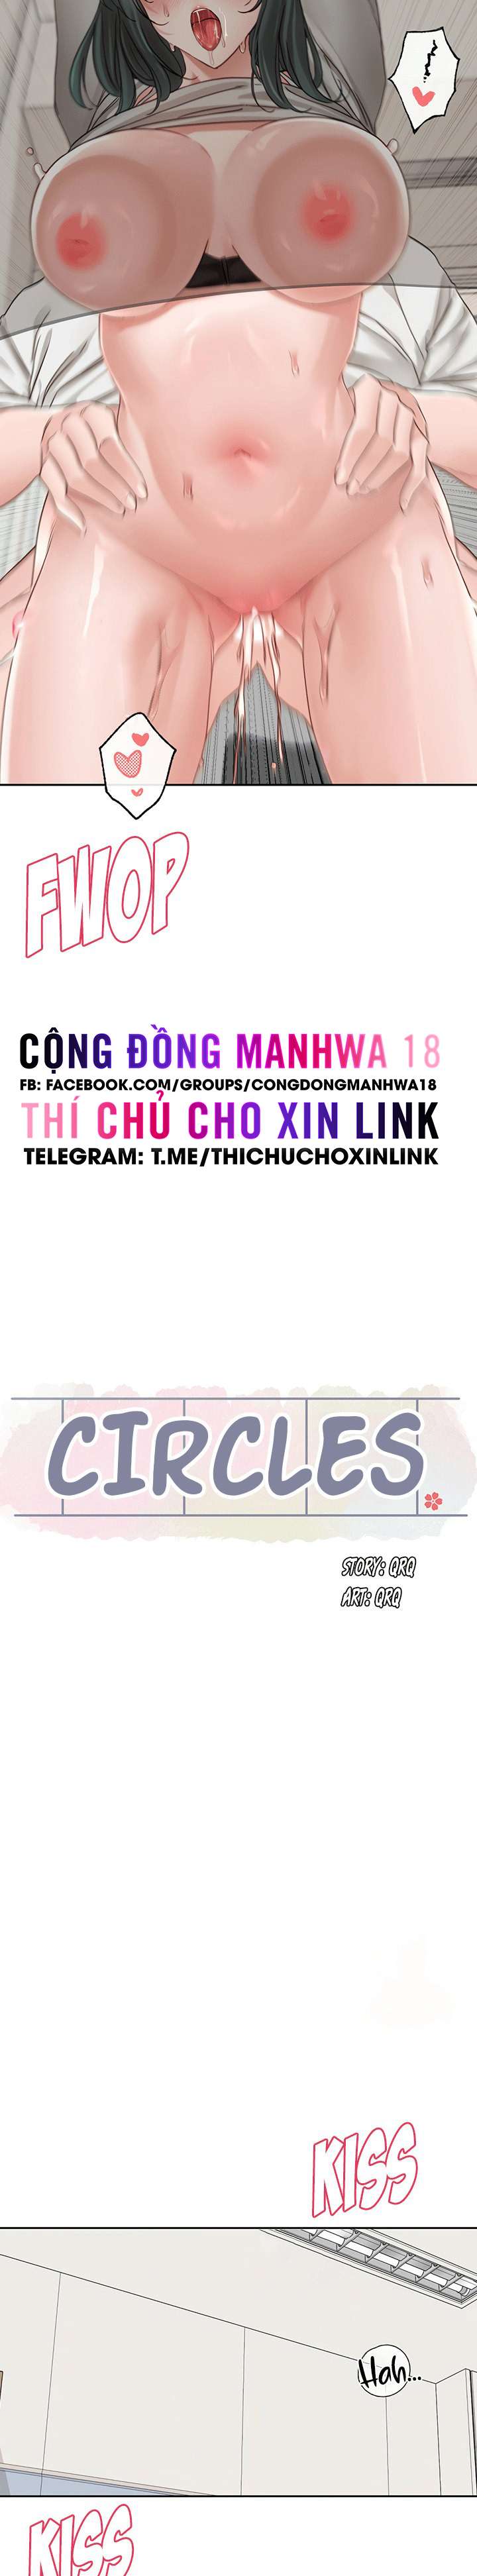 FWOP
CỘNG ĐỒNG MANHWA 18
FB: FACEBOOK.COM/GROUPS/CONGDONGMANHWA18
THÍ CHỦ CHO XIN LINK
TELEGRAM: T.ME/THICHUCHOXINLINK
CIRCLES
STORY: QRQ
ART: QRQ
KISS
Hah...
KISS